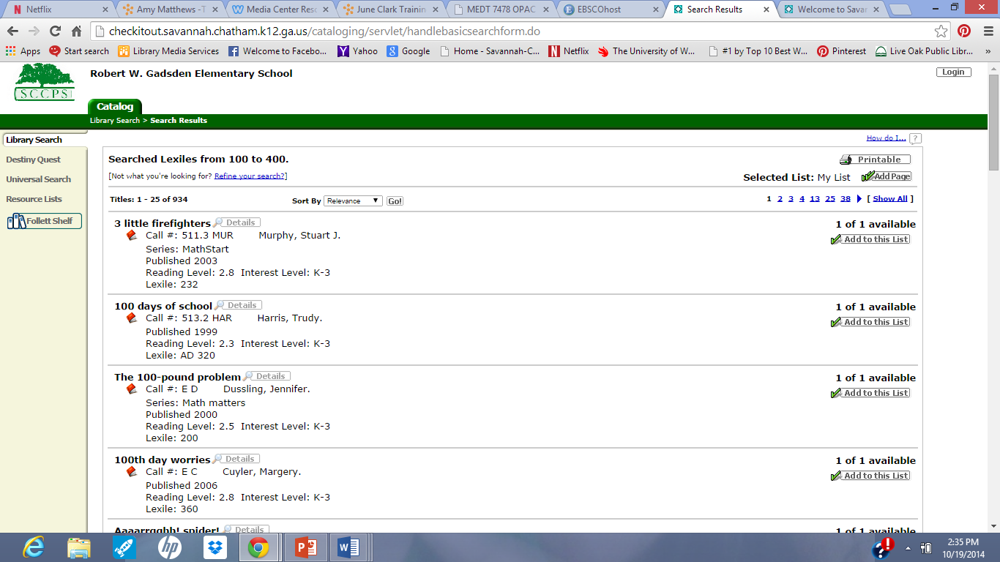 Netflix
Amy Matthews - T
Media Center Res
June Clark Trainin
MEDT 7478 OPAC
EBSCOhost
Search Results
Welcome to Savar
checkitout.savannah.chatham.k12.ga.us/cataloging/servlet/handlebasicsearchform.do
Apps Start search Library Media Services Welcome to Facebo... Yahoo Google Home - Savannah-C... Netflix The University of W... #1 by Top 10 Best W... Pinterest Live Oak Public Libr... »
SCCPS
Robert W. Gadsden Elementary School
Login
Catalog
Library Search > Search Results
Library Search
Destiny Quest
Universal Search
Resource Lists
Follett Shelf
How do I... ?
Searched Lexiles from 100 to 400.
Printable
[Not what you're looking for? Refine your search?]
Selected List: My List Add Page
Titles: 1 - 25 of 934 Sort By Relevance Go! 1 2 3 4 13 25 38 [ Show All ]
3 little firefighters Details 1 of 1 available
Call #: 511.3 MUR Murphy, Stuart J. Add to this List
Series: MathStart
Published 2003
Reading Level: 2.8 Interest Level: K-3
Lexile: 232
100 days of school Details 1 of 1 available
Call #: 513.2 HAR Harris, Trudy. Add to this List
Published 1999
Reading Level: 2.3 Interest Level: K-3
Lexile: AD 320
The 100-pound problem Details 1 of 1 available
Call #: E D Dussling, Jennifer. Add to this List
Series: Math matters
Published 2000
Reading Level: 2.5 Interest Level: K-3
Lexile: 200
100th day worries Details 1 of 1 available
Call #: E C Cuyler, Margery. Add to this List
Published 2006
Reading Level: 2.8 Interest Level: K-3
Lexile: 360
Aaaarrgghh! spider! Details 1 of 1 available
2:35 PM
10/19/2014